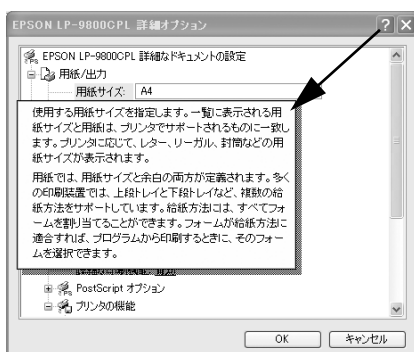 EPSON LP-9800CPL 詳細オプション
EPSON LP-9800CPL 詳細なドキュメントの設定
用紙/出力
用紙サイズ: A4
使用する用紙サイズを指定します。一覧に表示される用
紙サイズと用紙は、プリンタでサポートされるものに一致し
ます。プリンタに応じて、レター、リーガル、封筒などの用
紙サイズが表示されます。
用紙では、用紙サイズと余白の両方が定義されます。多く
の印刷装置では、上段トレイと下段トレイなど、複数の給
紙方法をサポートしています。給紙方法には、すべてフォ
ームを割り当てることができます。フォームが給紙方法に
適合すれば、プログラムから印刷するときに、そのフォー
ムを選択できます。
PostScript オプション
プリンタの機能
OK キャンセル